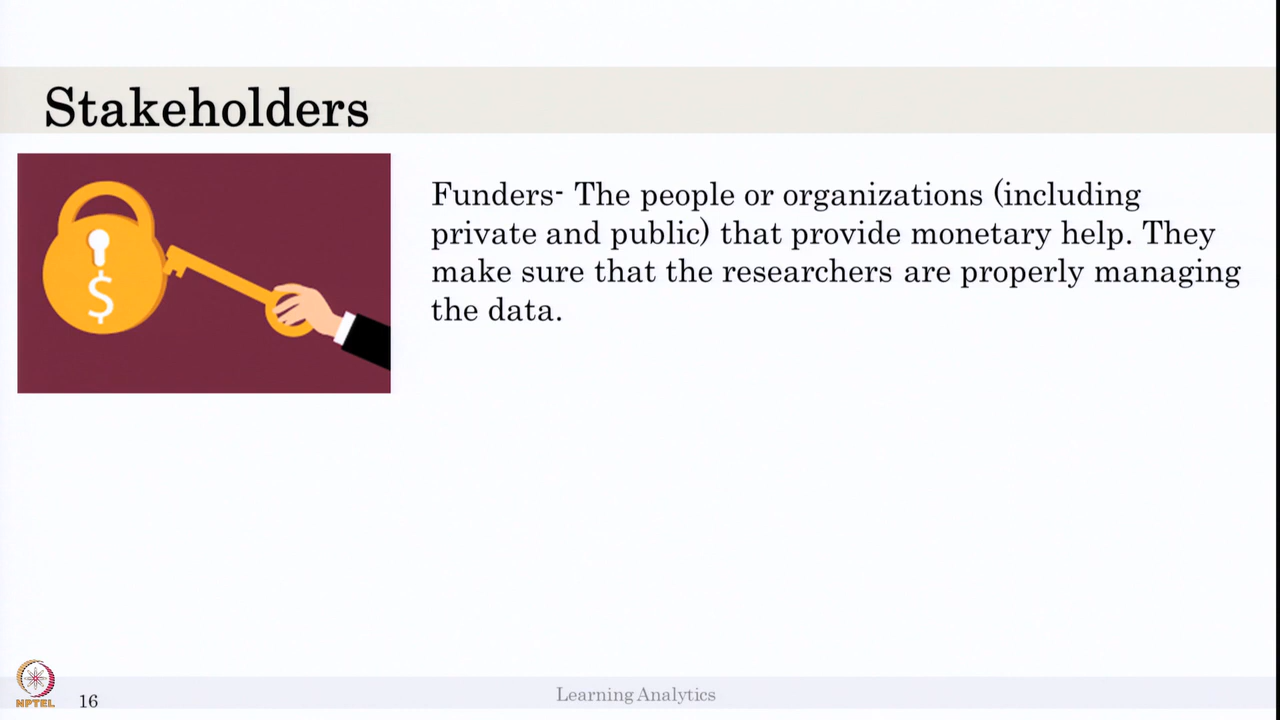 Stakeholders
$
Funders- The people or organizations (including
private and public) that provide monetary help. They
make sure that the researchers are properly managing
the data.
NPTEL
16
Learning Analytics